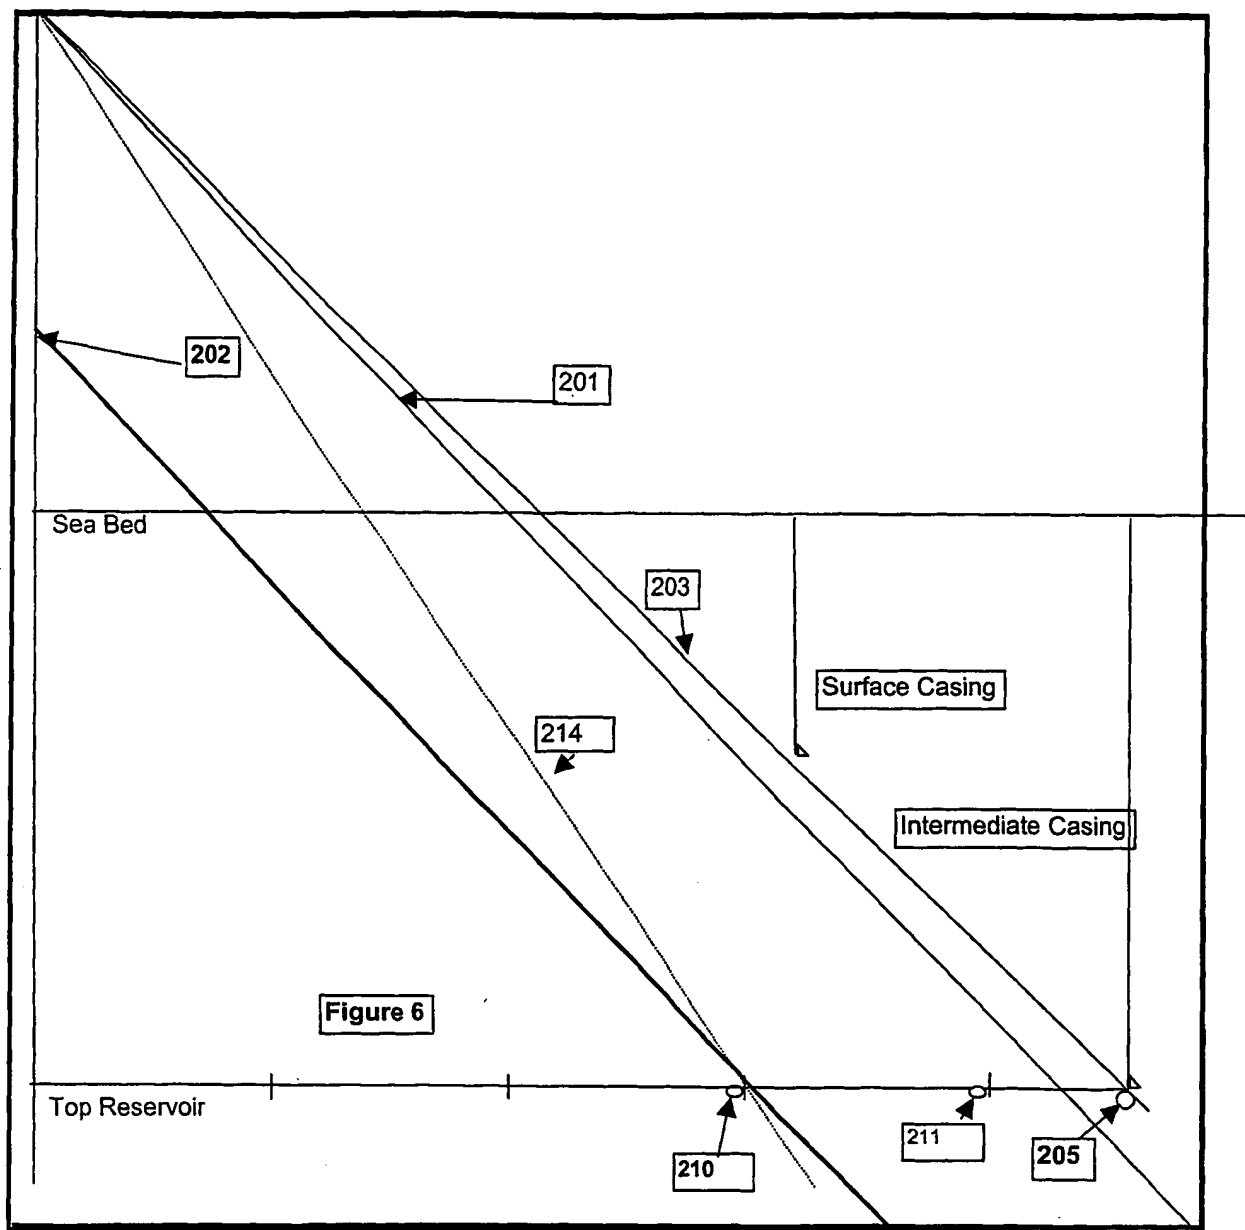 202
201
Sea Bed
203
Surface Casing
214
Intermediate Casing
Figure 6
Top Reservoir
211
205
210